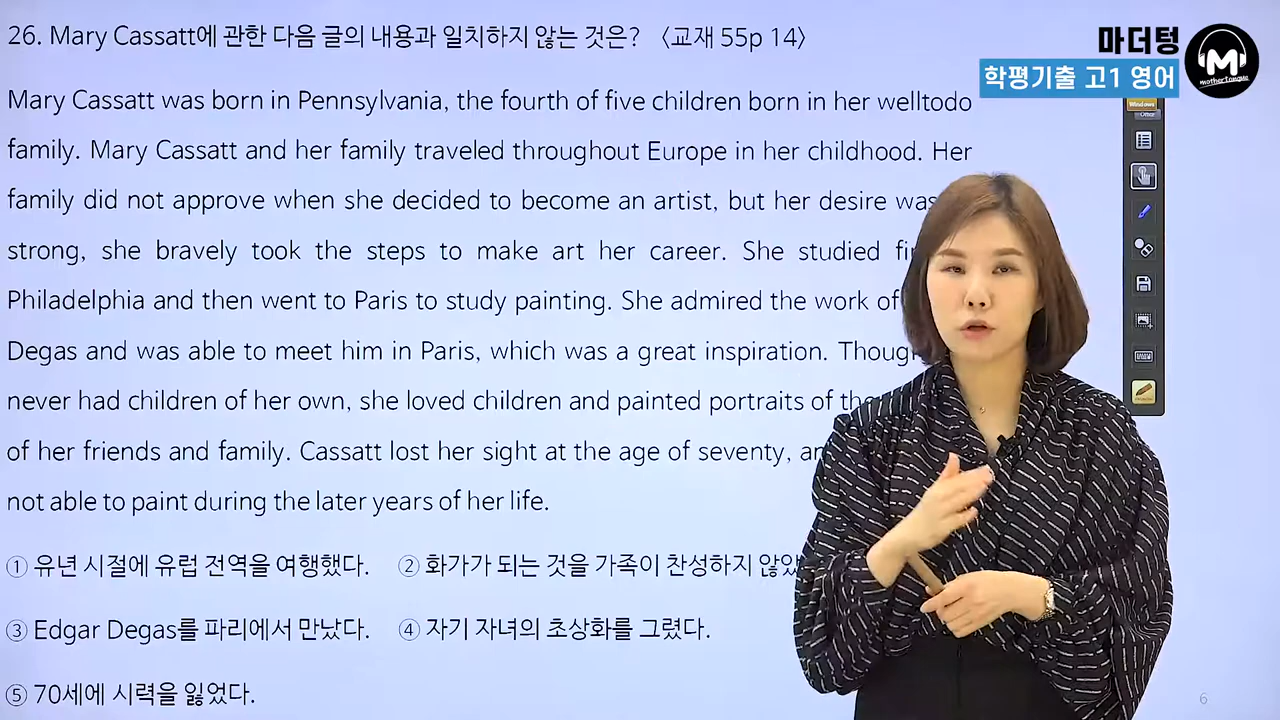 26. Mary Cassatt에 관한 다음 글의 내용과 일치하지 않는 것은? 〈교재 55p 14〉
마더텅
학평기출 고1 영어
M
mothertongue
Mary Cassatt was born in Pennsylvania, the fourth of five children born in her welltodo
family. Mary Cassatt and her family traveled throughout Europe in her childhood. Her
family did not approve when she decided to become an artist, but her desire was
strong, she bravely took the steps to make art her career. She studied
Philadelphia and then went to Paris to study painting. She admired the work of
Degas and was able to meet him in Paris, which was a great inspiration.
never had children of her own, she loved children and painted portraits of
of her friends and family. Cassatt lost her sight at the age of seventy,
not able to paint during the later years of her life.
① 유년 시절에 유럽 전역을 여행했다. ② 화가가 되는 것을 가족이 찬성하지
③ Edgar Degas를 파리에서 만났다. ④ 자기 자녀의 초상화를 그렸다.
⑤ 70세에 시력을 잃었다.
6